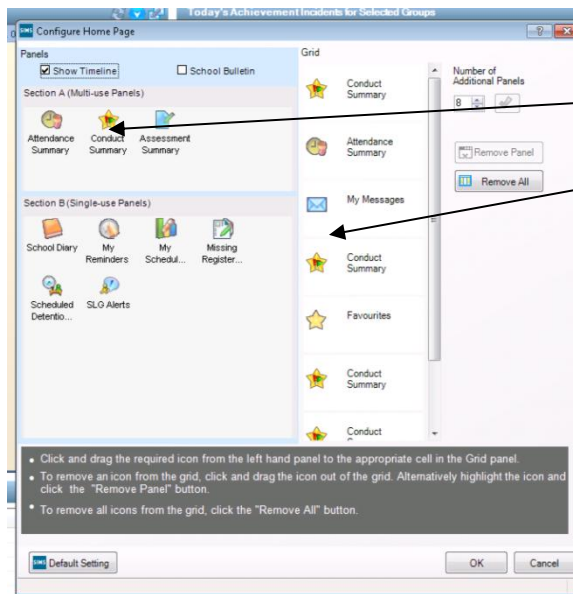 Today's Achievement Incidents for Selected Groups
SIMS Configure Home Page
Panels
Show Timeline
School Bulletin
Section A (Multi-use Panels)
Attendance Summary
Conduct Summary
Assessment Summary
Section B (Single-use Panels)
School Diary
My Reminders
My Schedul...
Missing Register...
Scheduled Detentio...
SLG Alerts
Grid
Conduct Summary
Attendance Summary
My Messages
Conduct Summary
Favourites
Conduct Summary
Conduct
Number of
Additional Panels
8
Remove Panel
Remove All
• Click and drag the required icon from the left hand panel to the appropriate cell in the Grid panel.
• To remove an icon from the grid, click and drag the icon out of the grid. Alternatively highlight the icon and
click the "Remove Panel" button.
• To remove all icons from the grid, click the "Remove All" button.
SIMS Default Setting
OK
Cancel